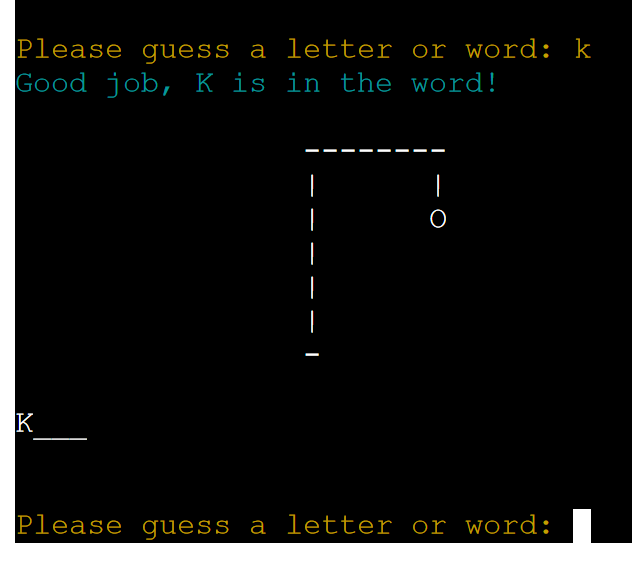 Please guess a letter or word: k
Good job, K is in the word!
--------
|      |
|      O
|
|
|
-
K___
Please guess a letter or word: